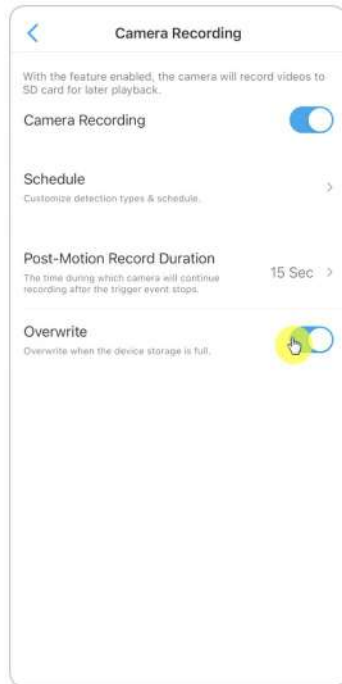 Camera Recording
With the feature enabled, the camera will record videos to
SD card for later playback.
Camera Recording
Schedule
Customize detection types & schedule.
Post-Motion Record Duration
15 Sec
The time during which camera will continue
recording after the trigger event stops.
Overwrite
Overwrite when the device storage is full.